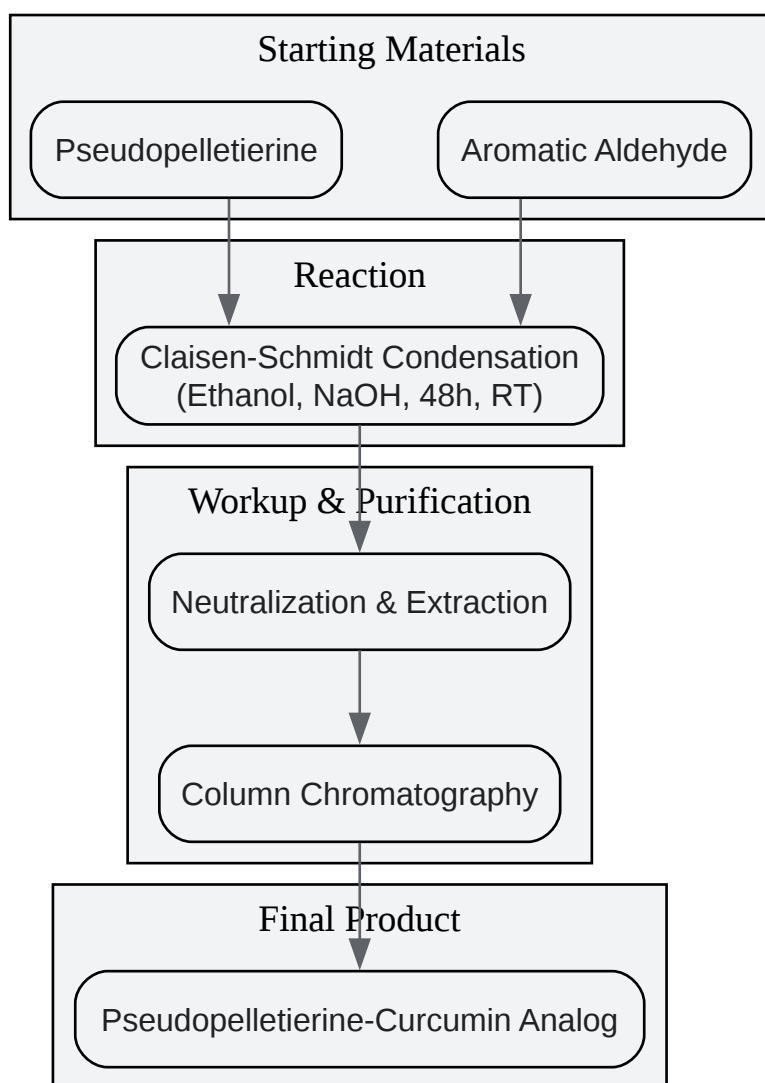 Starting Materials
Pseudopelletierine
Aromatic Aldehyde
Reaction
Claisen-Schmidt Condensation
(Ethanol, NaOH, 48h, RT)
Workup & Purification
Neutralization & Extraction
Column Chromatography
Final Product
Pseudopelletierine-Curcumin Analog